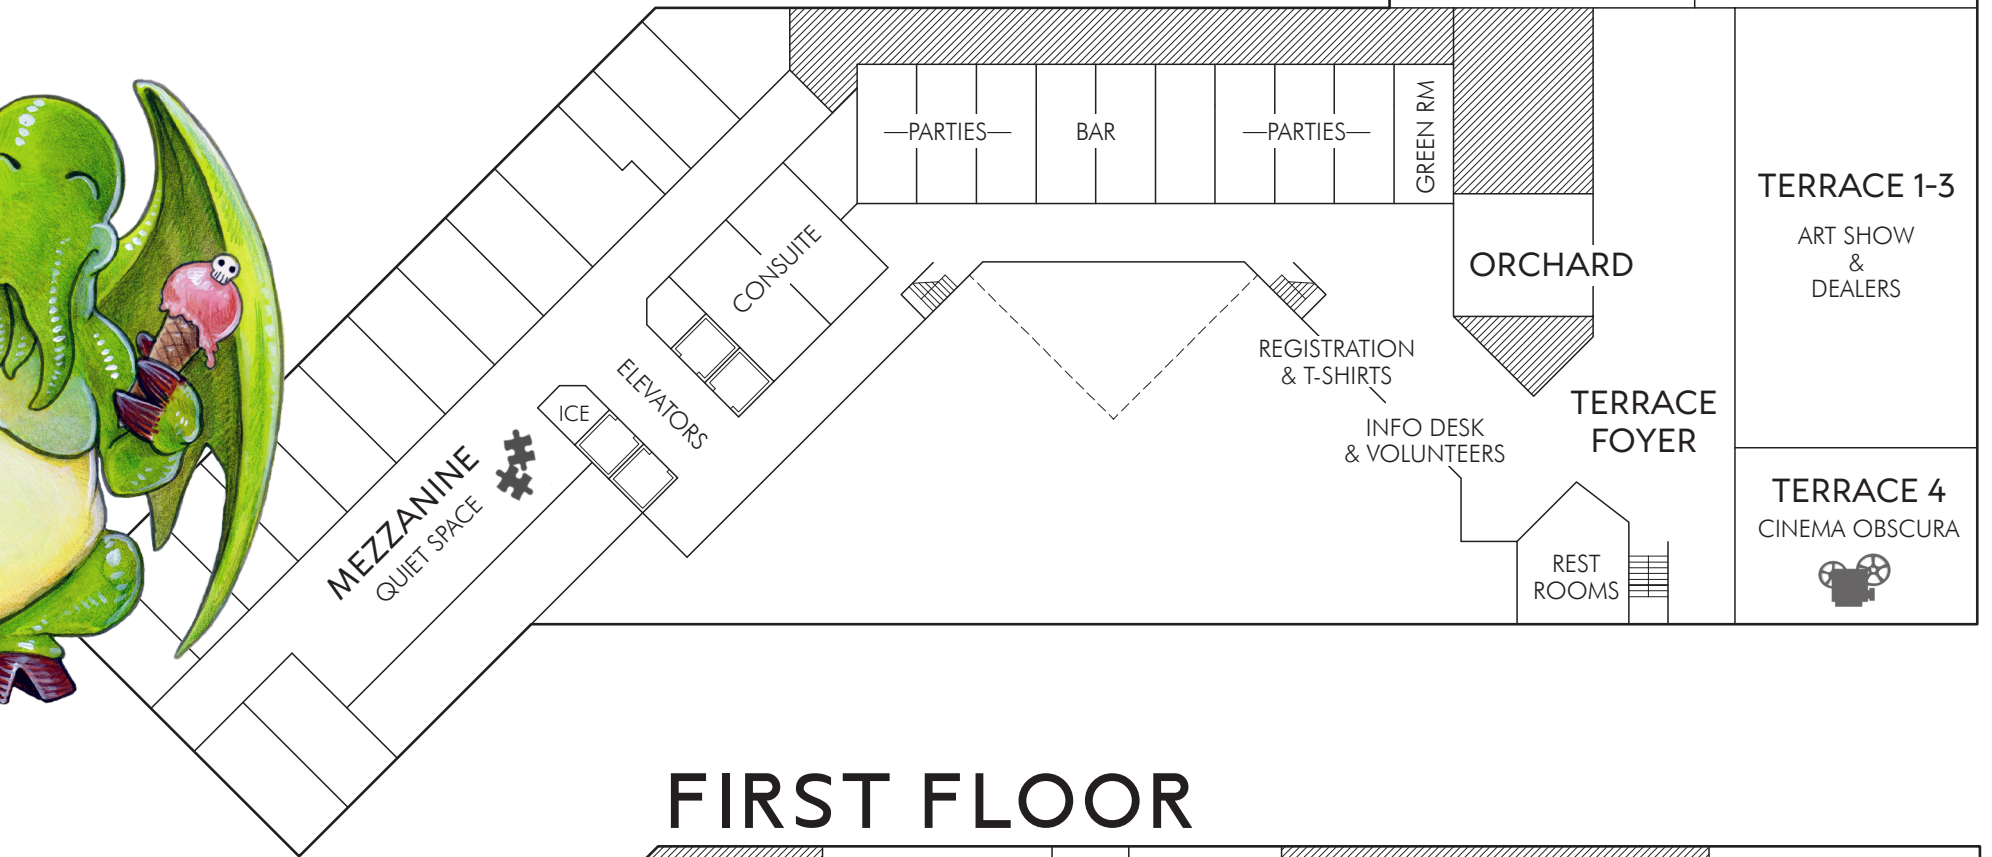 PARTIES
BAR
PARTIES
GREEN RM
TERRACE 1-3
ART SHOW
&
DEALERS
ORCHARD
CONSUITE
REGISTRATION
& T-SHIRTS
ELEVATORS
ICE
INFO DESK
& VOLUNTEERS
TERRACE
FOYER
MEZZANINE
QUIET SPACE
TERRACE 4
CINEMA OBSCURA
REST
ROOMS
FIRST FLOOR